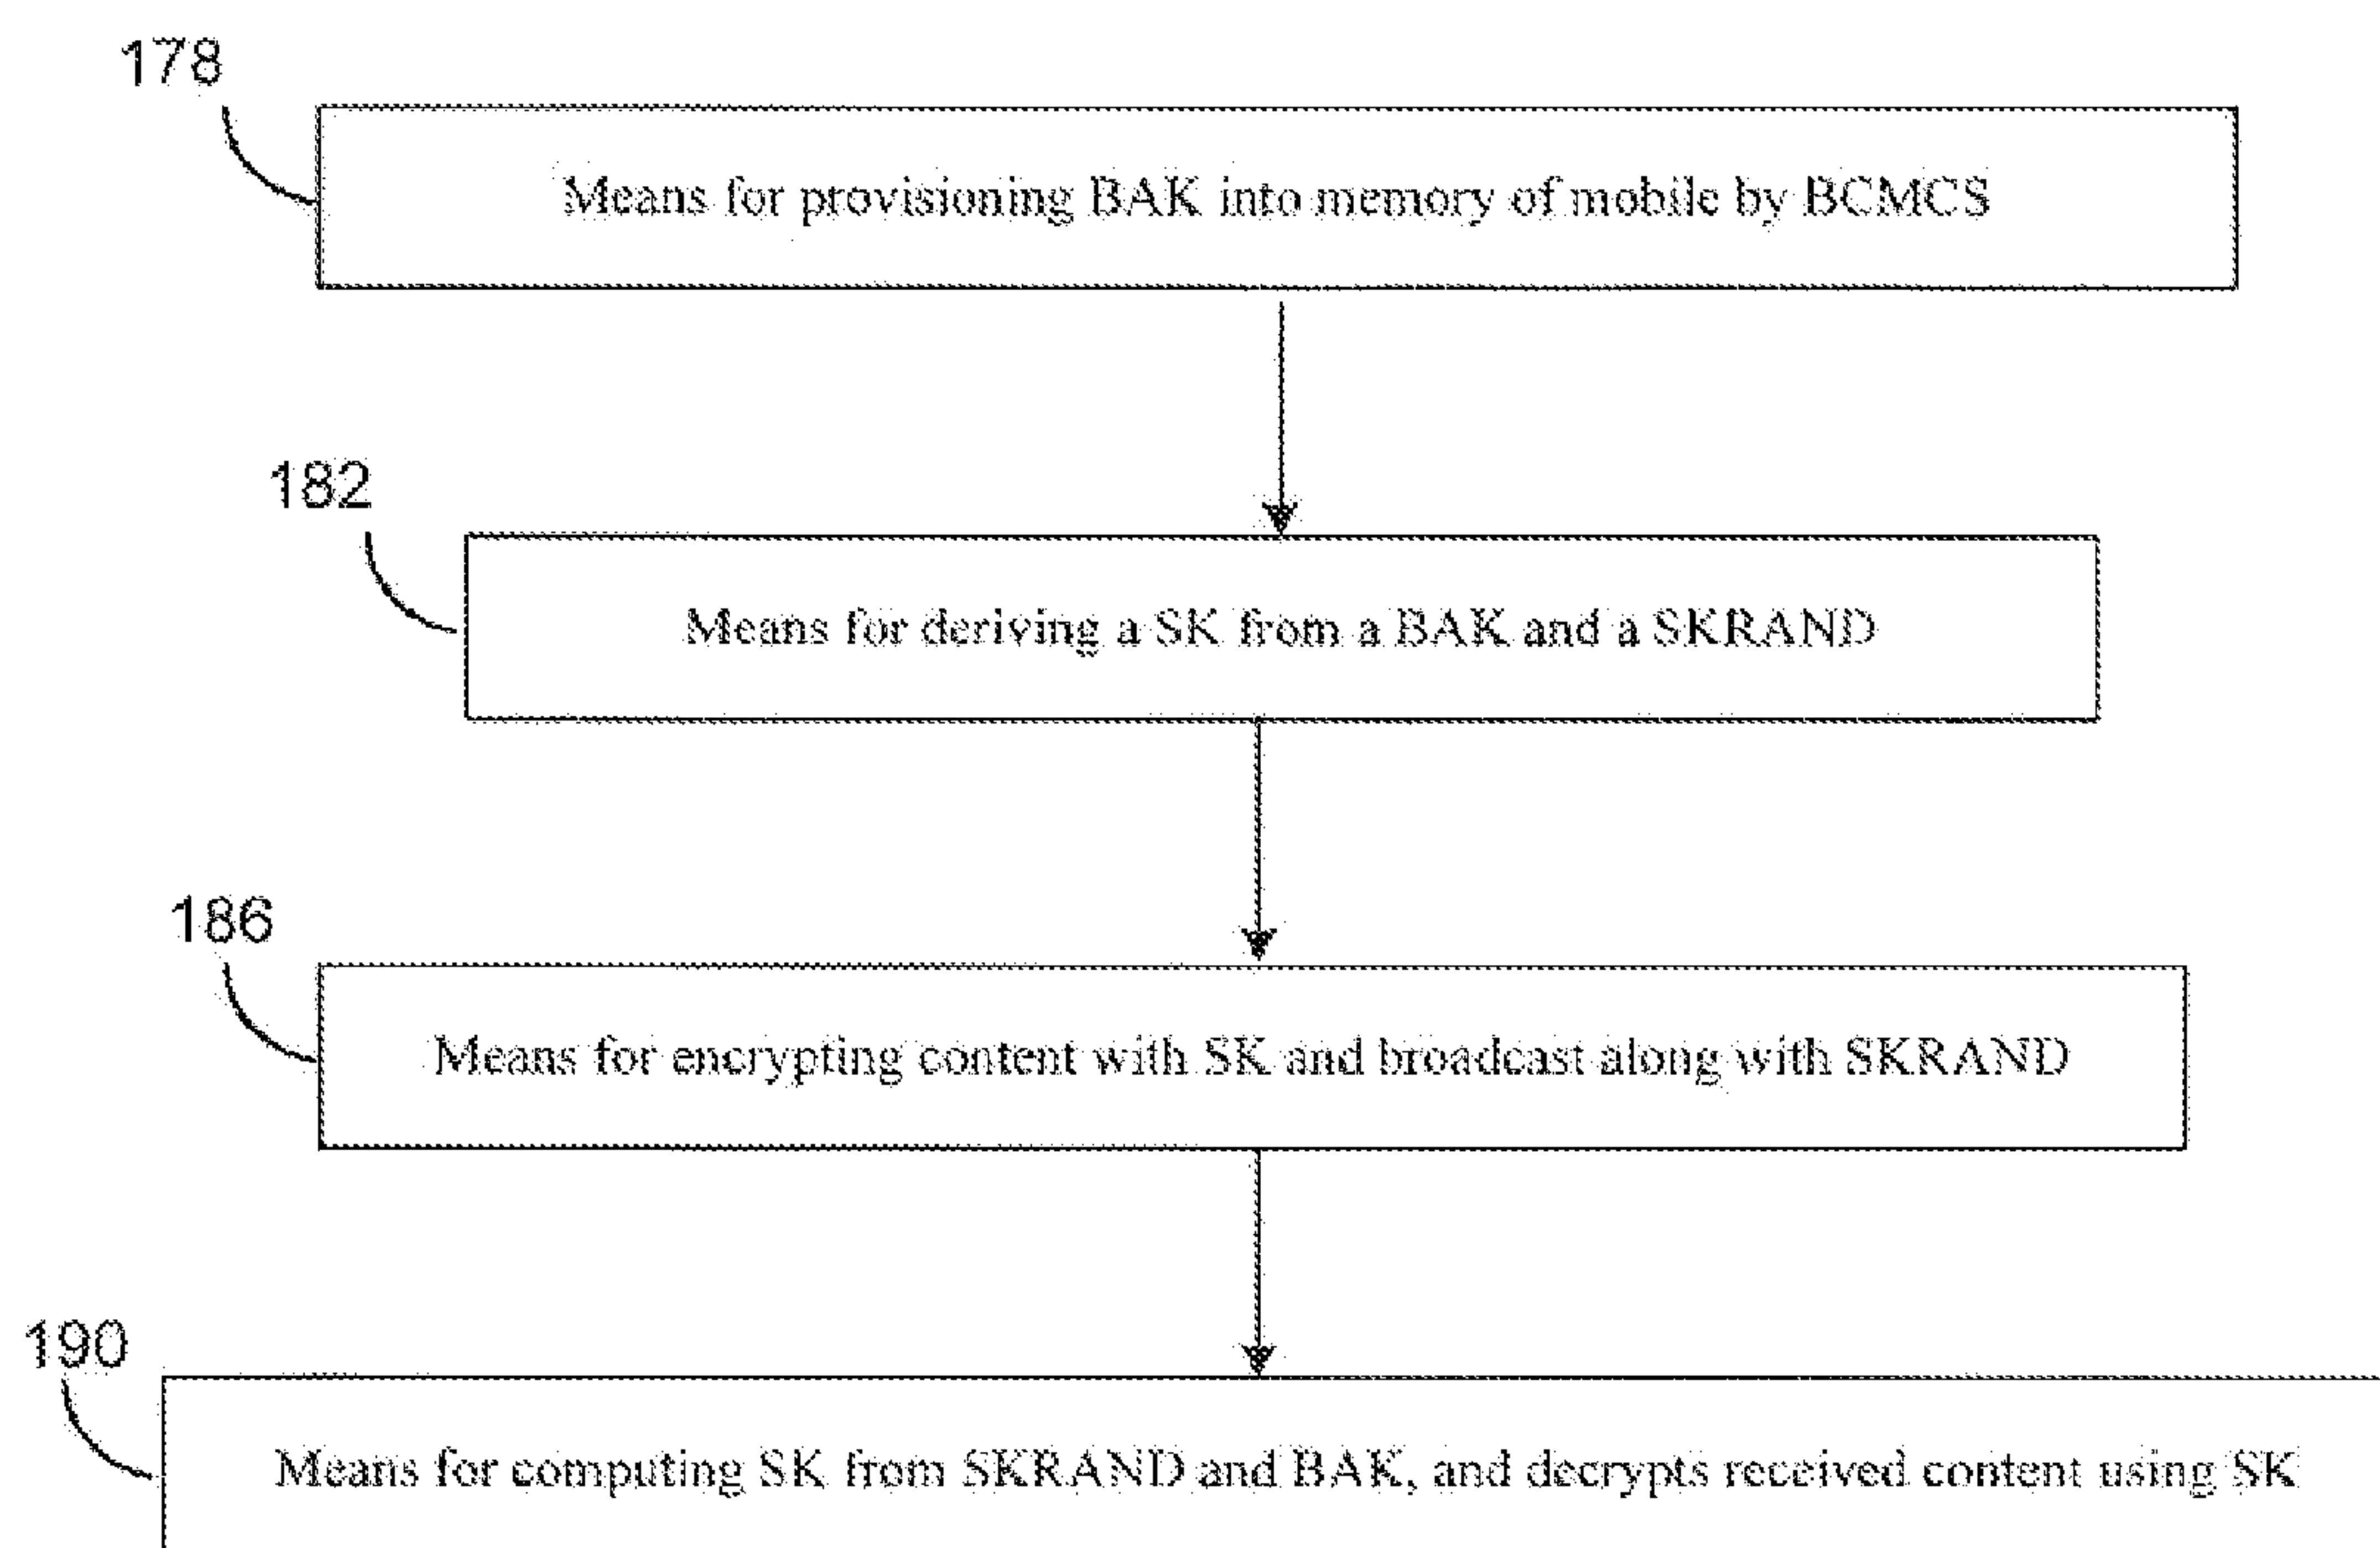 178
Means for provisioning BAK into memory of mobile by BCMCS
182
Means for deriving a SK from a BAK and a SKRAND
186
Means for encrypting content with SK and broadcast along with SKRAND
190
Means for computing SK from SKRAND and BAK, and decrypts received content using SK